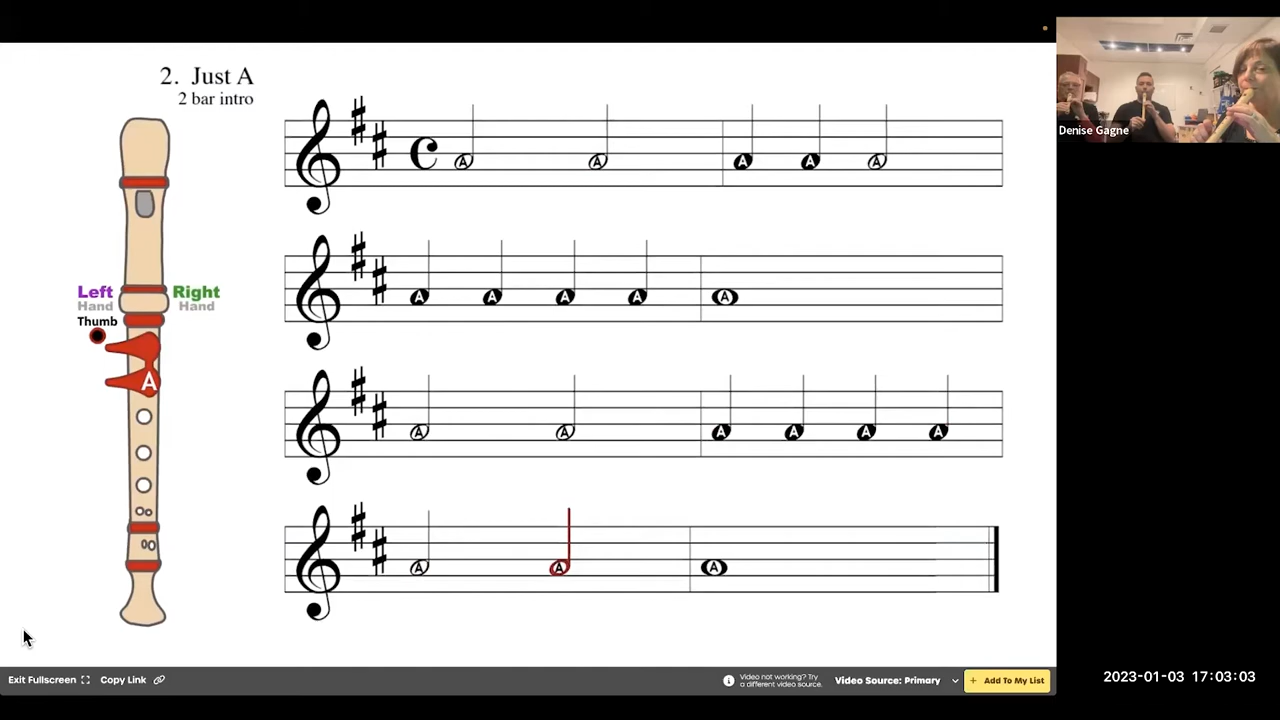 2. Just A
2 bar intro
Denise Gagne
A A A A A
Left Right
Hand Hand
Thumb
A A A A A
A
A A A A A A
A A A
Exit Fullscreen Copy Link
Video not working? Try
a different video source.
Video Source: Primary
+ Add To My List
2023-01-03 17:03:03